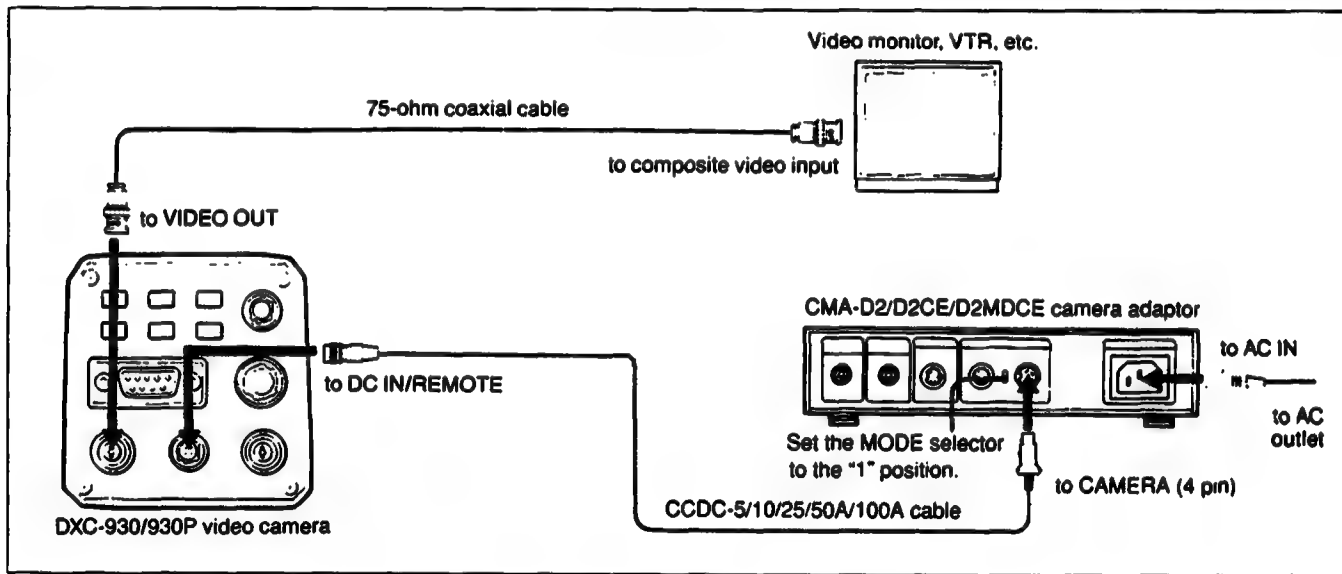 Video monitor, VTR, etc.
75-ohm coaxial cable
to composite video input
to VIDEO OUT
CMA-D2/D2CE/D2MDCE camera adaptor
to AC IN
to DC IN/REMOTE
to AC
outlet
Set the MODE selector
to the "1" position.
to CAMERA (4 pin)
CCDC-5/10/25/50A/100A cable
DXC-930/930P video camera